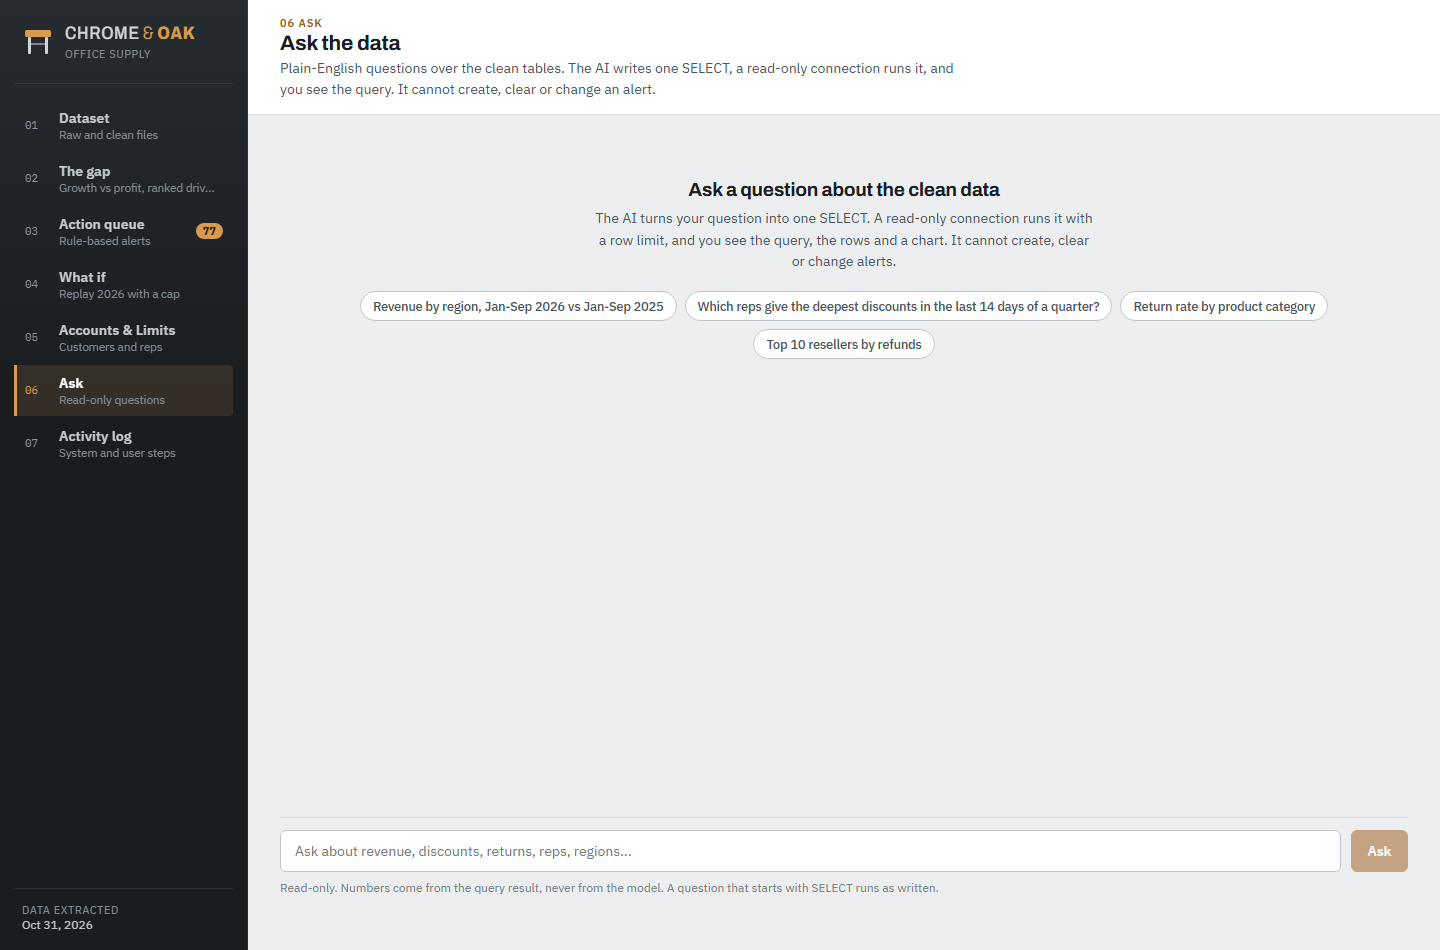 CHROME & OAK
OFFICE SUPPLY
01
Dataset
Raw and clean files
02
The gap
Growth vs profit, ranked driv...
03
Action queue
Rule-based alerts
77
04
What if
Replay 2026 with a cap
05
Accounts & Limits
Customers and reps
06
Ask
Read-only questions
07
Activity log
System and user steps
DATA EXTRACTED
Oct 31, 2026
06 ASK
Ask the data
Plain-English questions over the clean tables. The AI writes one SELECT, a read-only connection runs it, and
you see the query. It cannot create, clear or change an alert.
Ask a question about the clean data
The AI turns your question into one SELECT. A read-only connection runs it with
a row limit, and you see the query, the rows and a chart. It cannot create, clear
or change alerts.
Revenue by region, Jan-Sep 2026 vs Jan-Sep 2025
Which reps give the deepest discounts in the last 14 days of a quarter?
Return rate by product category
Top 10 resellers by refunds
Ask about revenue, discounts, returns, reps, regions...
Ask
Read-only. Numbers come from the query result, never from the model. A question that starts with SELECT runs as written.